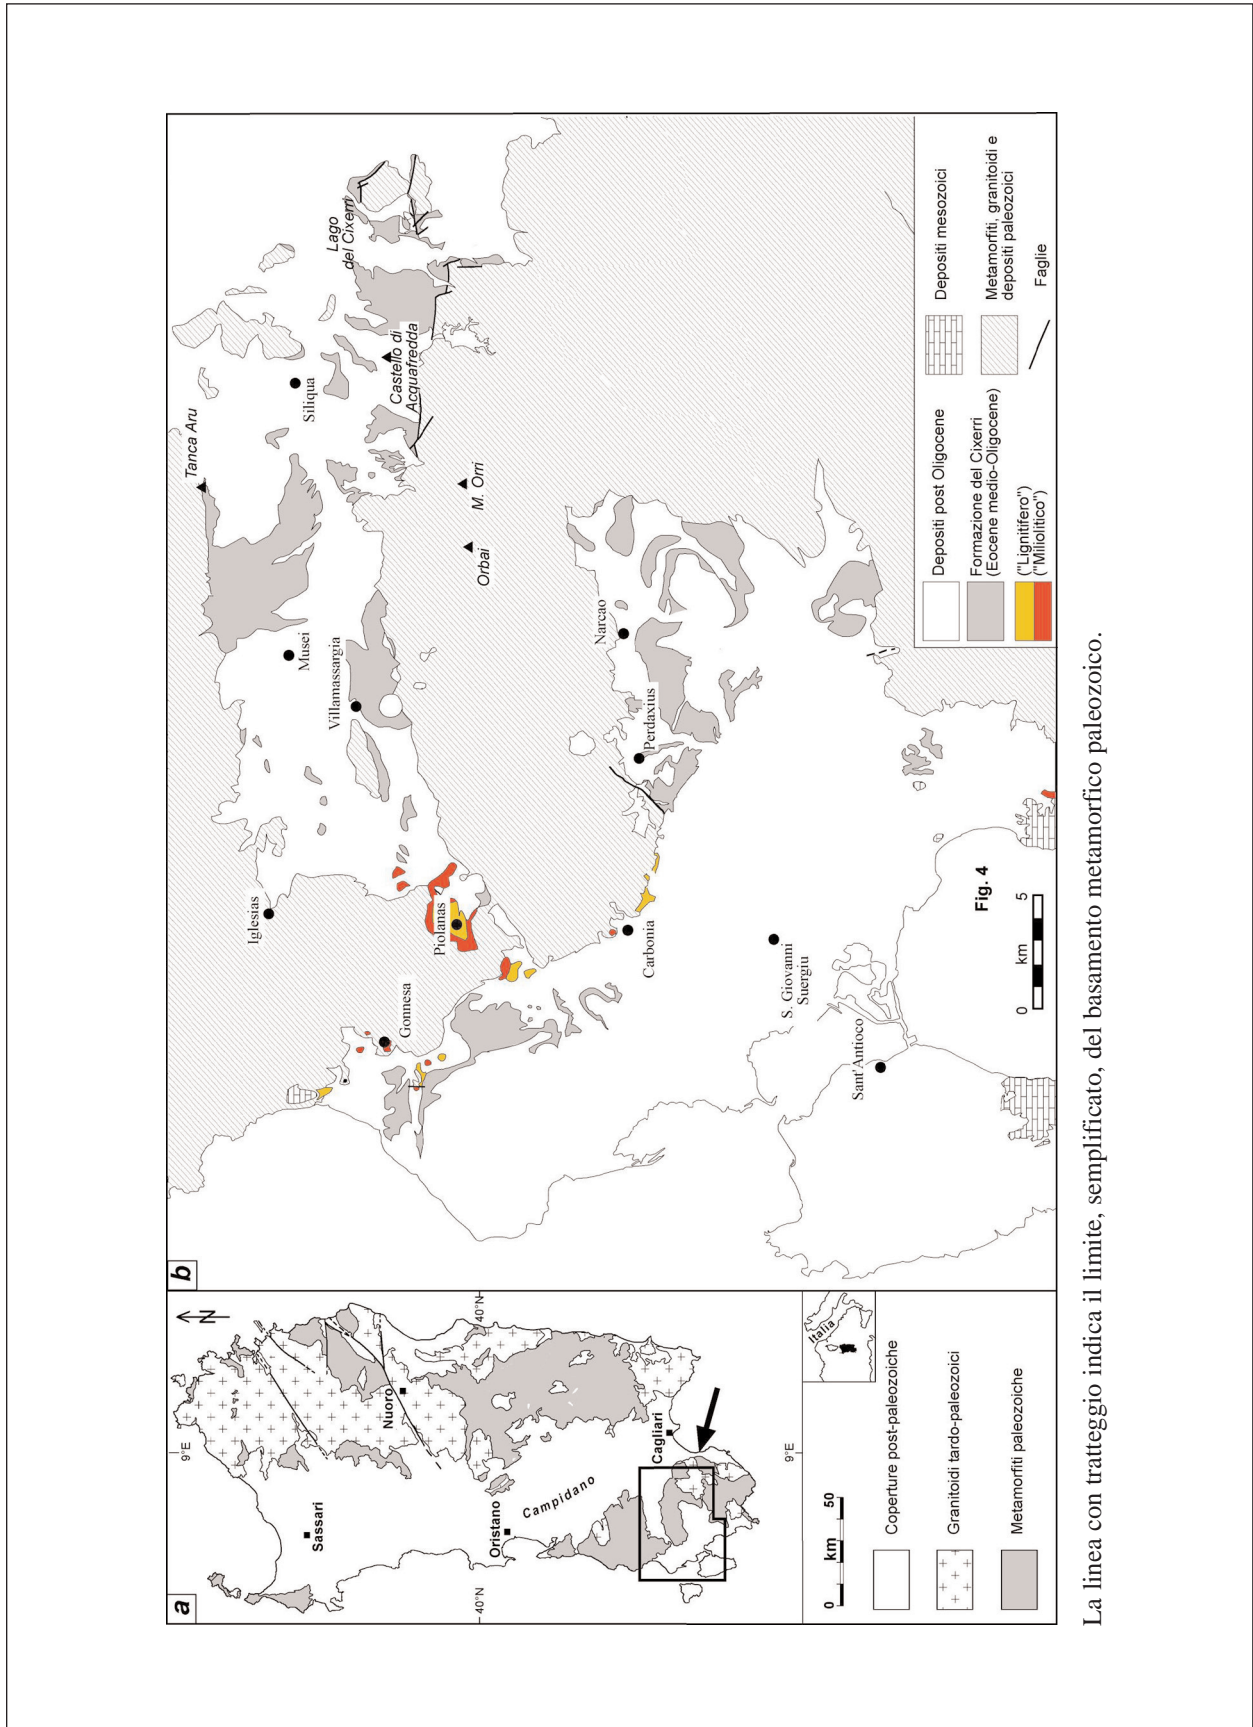 a
N
9°E
40°N
40°N
Sassari
Nuoro
Oristano
Campidano
Cagliari
9°E
0
km
50
Italia
Coperture post-paleozoiche
Granitoidi tardo-paleozoici
Metamorfiti paleozoiche
b
Tanca Aru
Iglesias
Musei
Siliqua
Lago
del Cixerri
Villamassargia
Castello di
Acquafredda
Gonnesa
Piolanas
Orbai
M. Orri
Carbonia
Perdaxius
Narcao
S. Giovanni
Suergiu
Sant'Antioco
Fig. 4
0
km
5
Depositi post Oligocene
Formazione del Cixerri
(Eocene medio-Oligocene)
("Lignitifero")
("Miliolitico")
Depositi mesozoici
Metamorfiti, granitoidi e
depositi paleozoici
Faglie
La linea con tratteggio indica il limite, semplificato, del basamento metamorfico paleozoico.